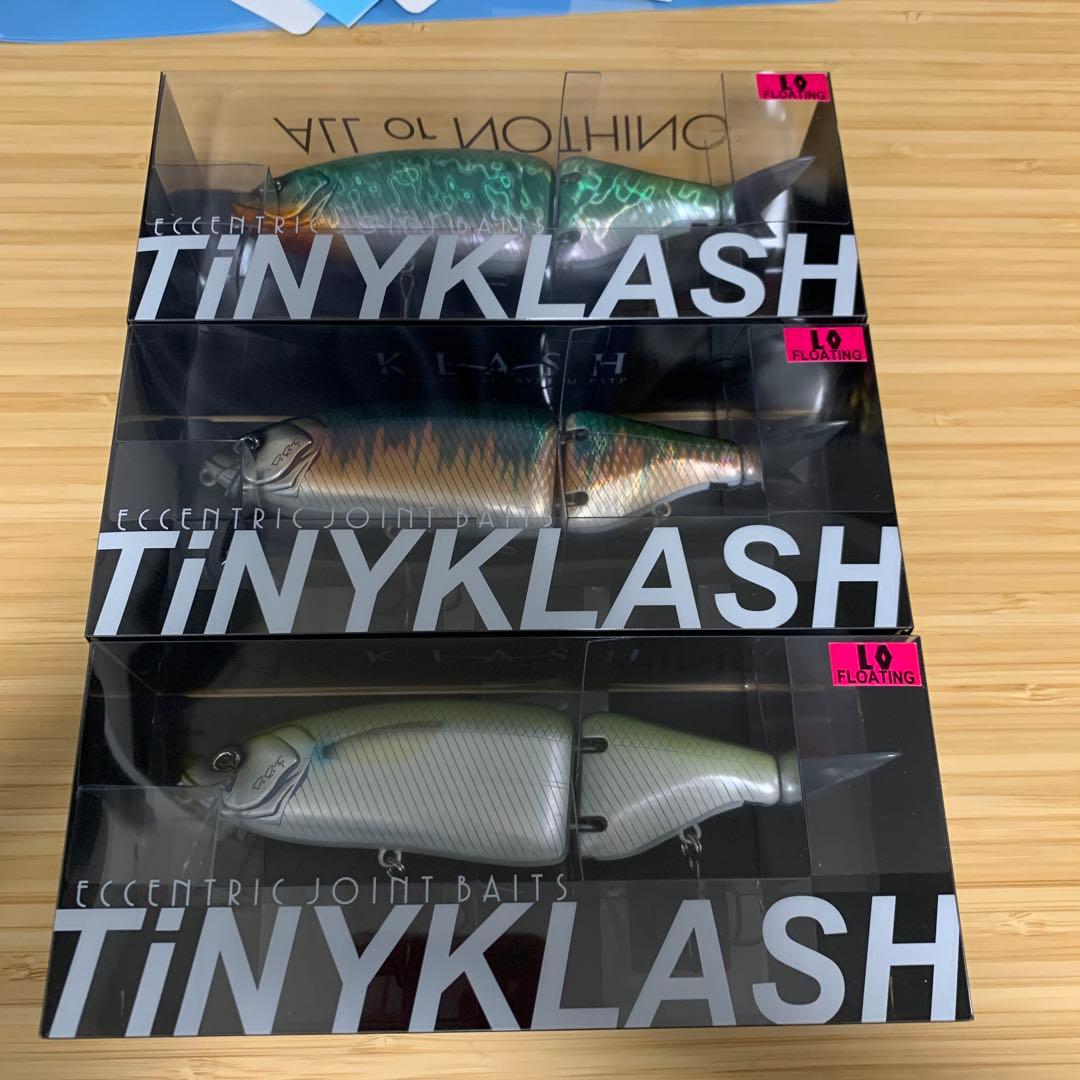 LO
FLOATING
ALL or NOTHING
ECCENTRIC JOINT BAITS
TiNYKLASH
LO
FLOATING
KLASH
ECCENTRIC JOINT BAITS
TiNYKLASH
LO
FLOATING
KLASH
ECCENTRIC JOINT BAITS
TiNYKLASH